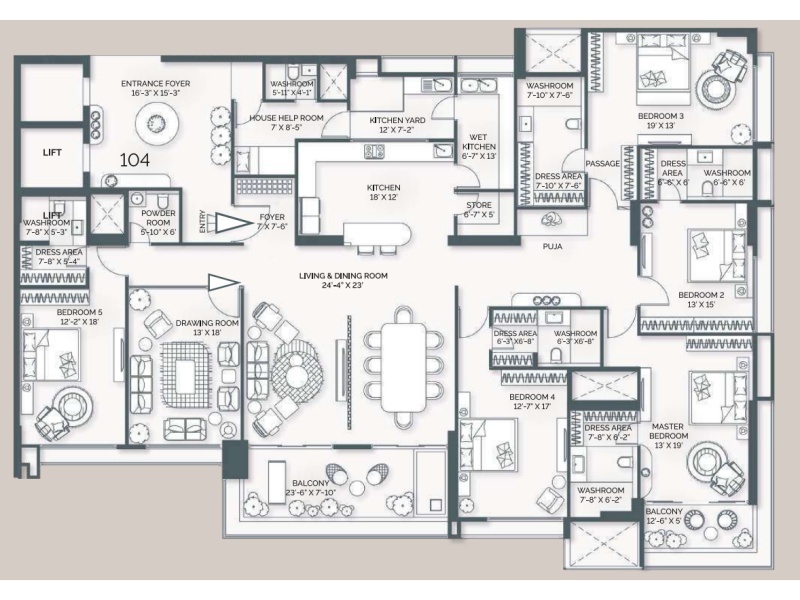 ENTRANCE FOYER
16'-3" X 15'-3"
WASHROOM
5'-11" X 4'-1"
HOUSE HELP ROOM
7' X 8'-5"
KITCHEN YARD
12' X 7'-2"
WET
KITCHEN
6'-7" X 13'
WASHROOM
7'-10" X 7'-6"
BEDROOM 3
19' X 13'
LIFT
104
DRESS AREA
7'-10" X 7'-6"
PASSAGE
DRESS
AREA
6'-6" X 6'
WASHROOM
6'-6" X 6'
LIFT
WASHROOM
7'-8" X 5'-3"
POWDER
ROOM
5'-10" X 6'
ENTRY
FOYER
7' X 7'-6"
KITCHEN
18' X 12'
STORE
6'-7" X 5'
PUJA
DRESS AREA
7'-8" X 5'-4"
LIVING & DINING ROOM
24'-4" X 23'
BEDROOM 2
13' X 15'
BEDROOM 5
12'-2" X 18'
DRAWING ROOM
13' X 18'
DRESS AREA
6'-3" X 6'-8"
WASHROOM
6'-3" X 6'-8"
BEDROOM 4
12'-7" X 17'
DRESS AREA
7'-8" X 6'-2"
MASTER
BEDROOM
13' X 19'
BALCONY
23'-6" X 7'-10"
WASHROOM
7'-8" X 6'-2"
BALCONY
12'-6" X 5'